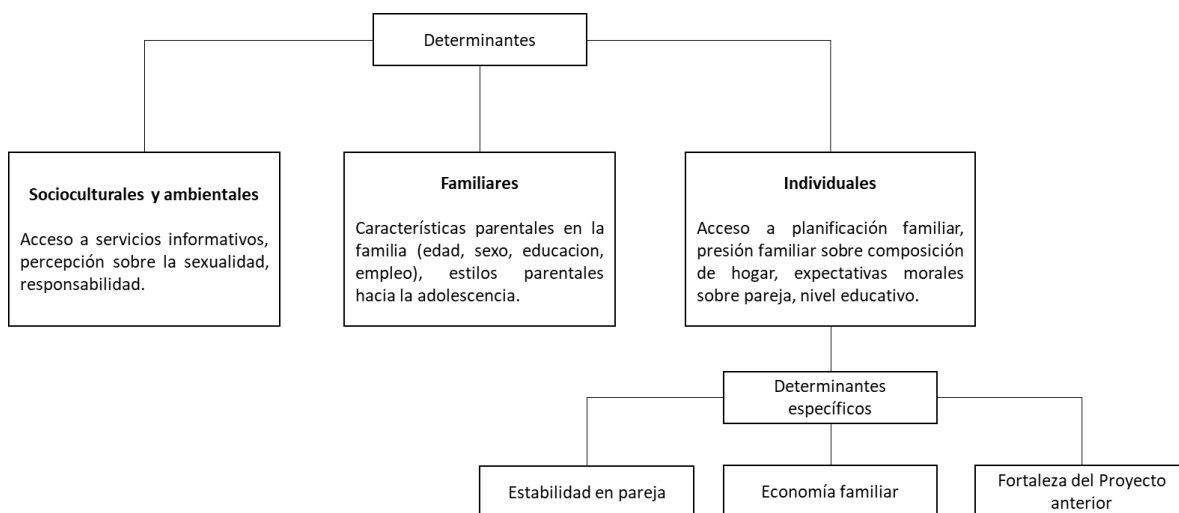 Determinantes
Socioculturales y ambientales
Acceso a servicios informativos,
percepción sobre la sexualidad,
responsabilidad.
Familiares
Características parentales en la
familia (edad, sexo, educacion,
empleo), estilos parentales
hacia la adolescencia.
Individuales
Acceso a planificación familiar,
presión familiar sobre composición
de hogar, expectativas morales
sobre pareja, nivel educativo.
Determinantes
específicos
Estabilidad en pareja
Economía familiar
Fortaleza del Proyecto
anterior